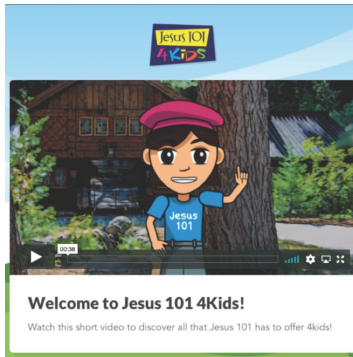 Jesus 101
4KiDS
Jesus
101
00:38
Welcome to Jesus 101 4Kids!
Watch this short video to discover all that Jesus 101 has to offer 4kids!